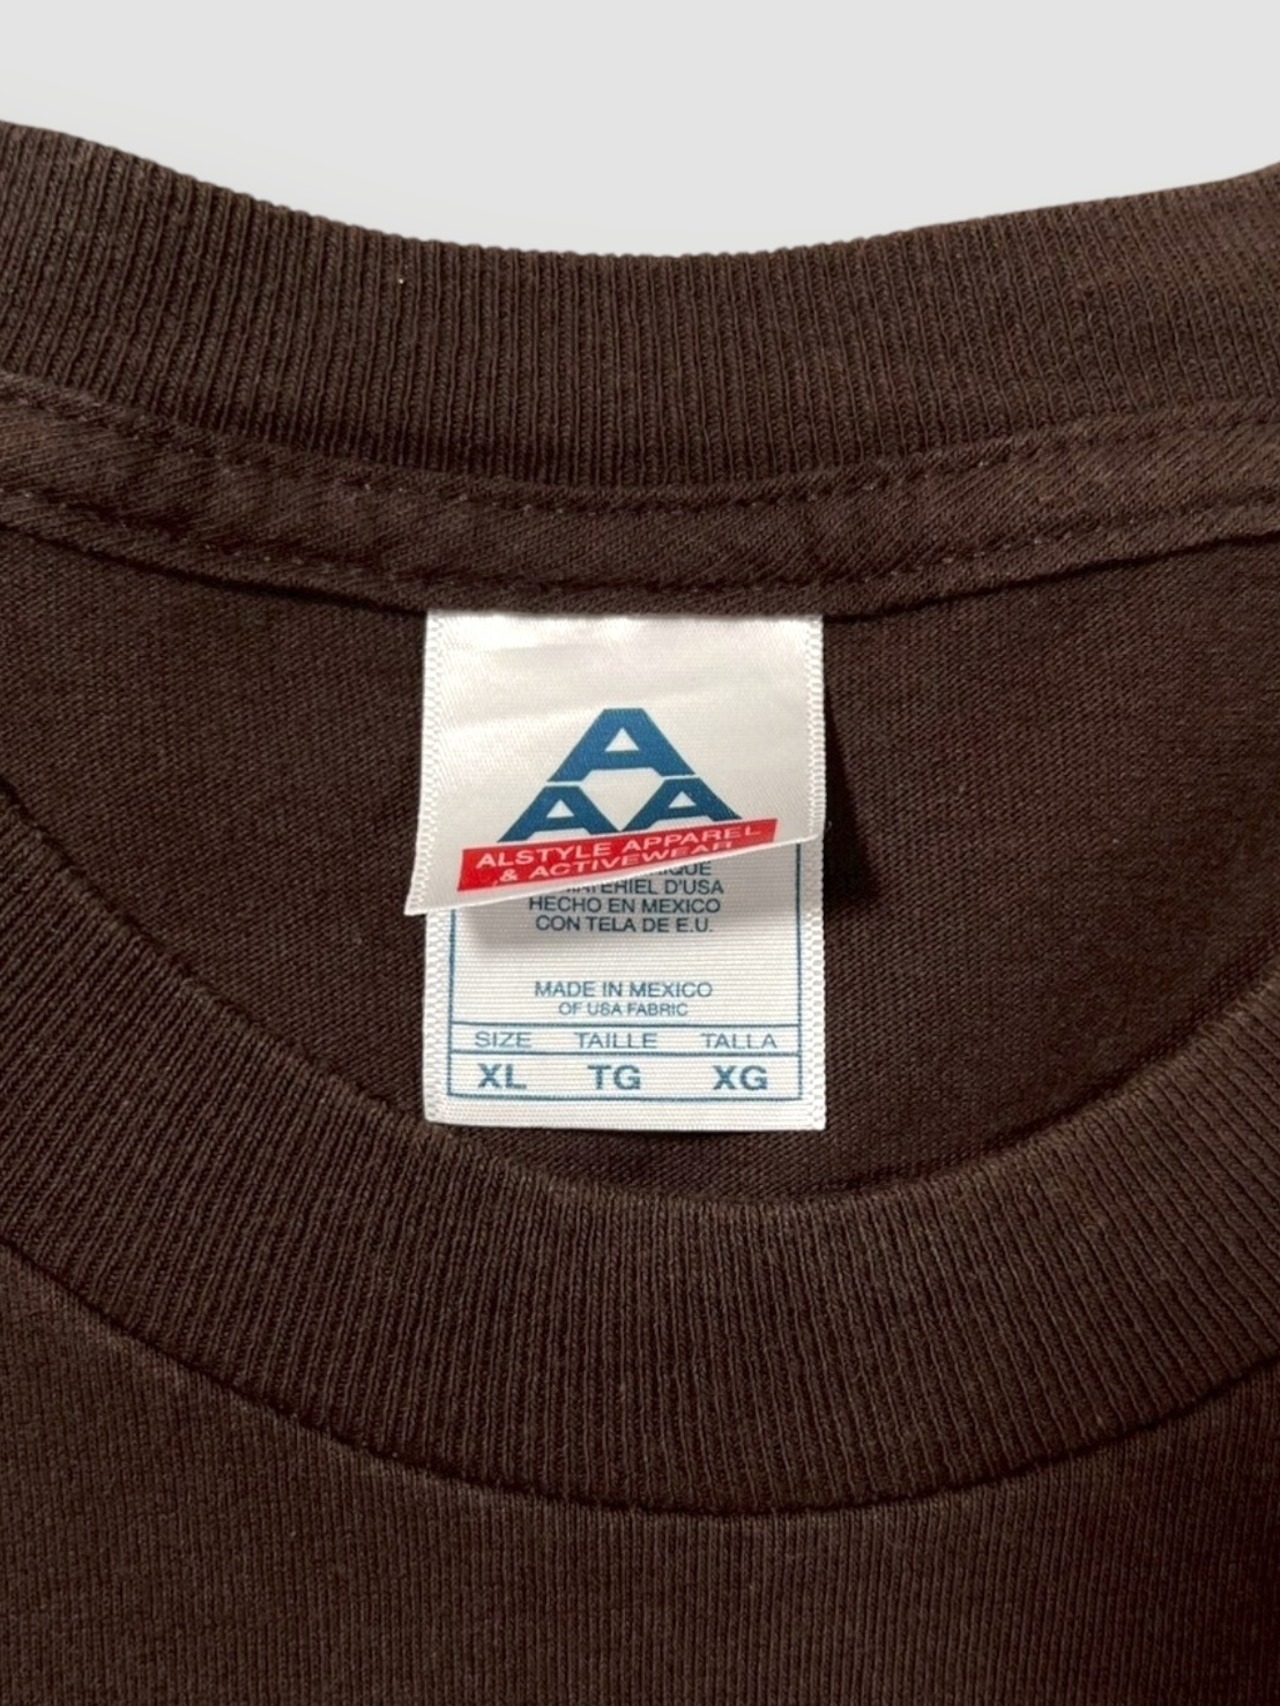 A
A A
ALSTYLE APPAREL
& ACTIVEWEAR
D'USA
HECHO EN MEXICO
CON TELA DE E.U.
MADE IN MEXICO
OF USA FABRIC
SIZE TAILLE TALLA
XL TG XG